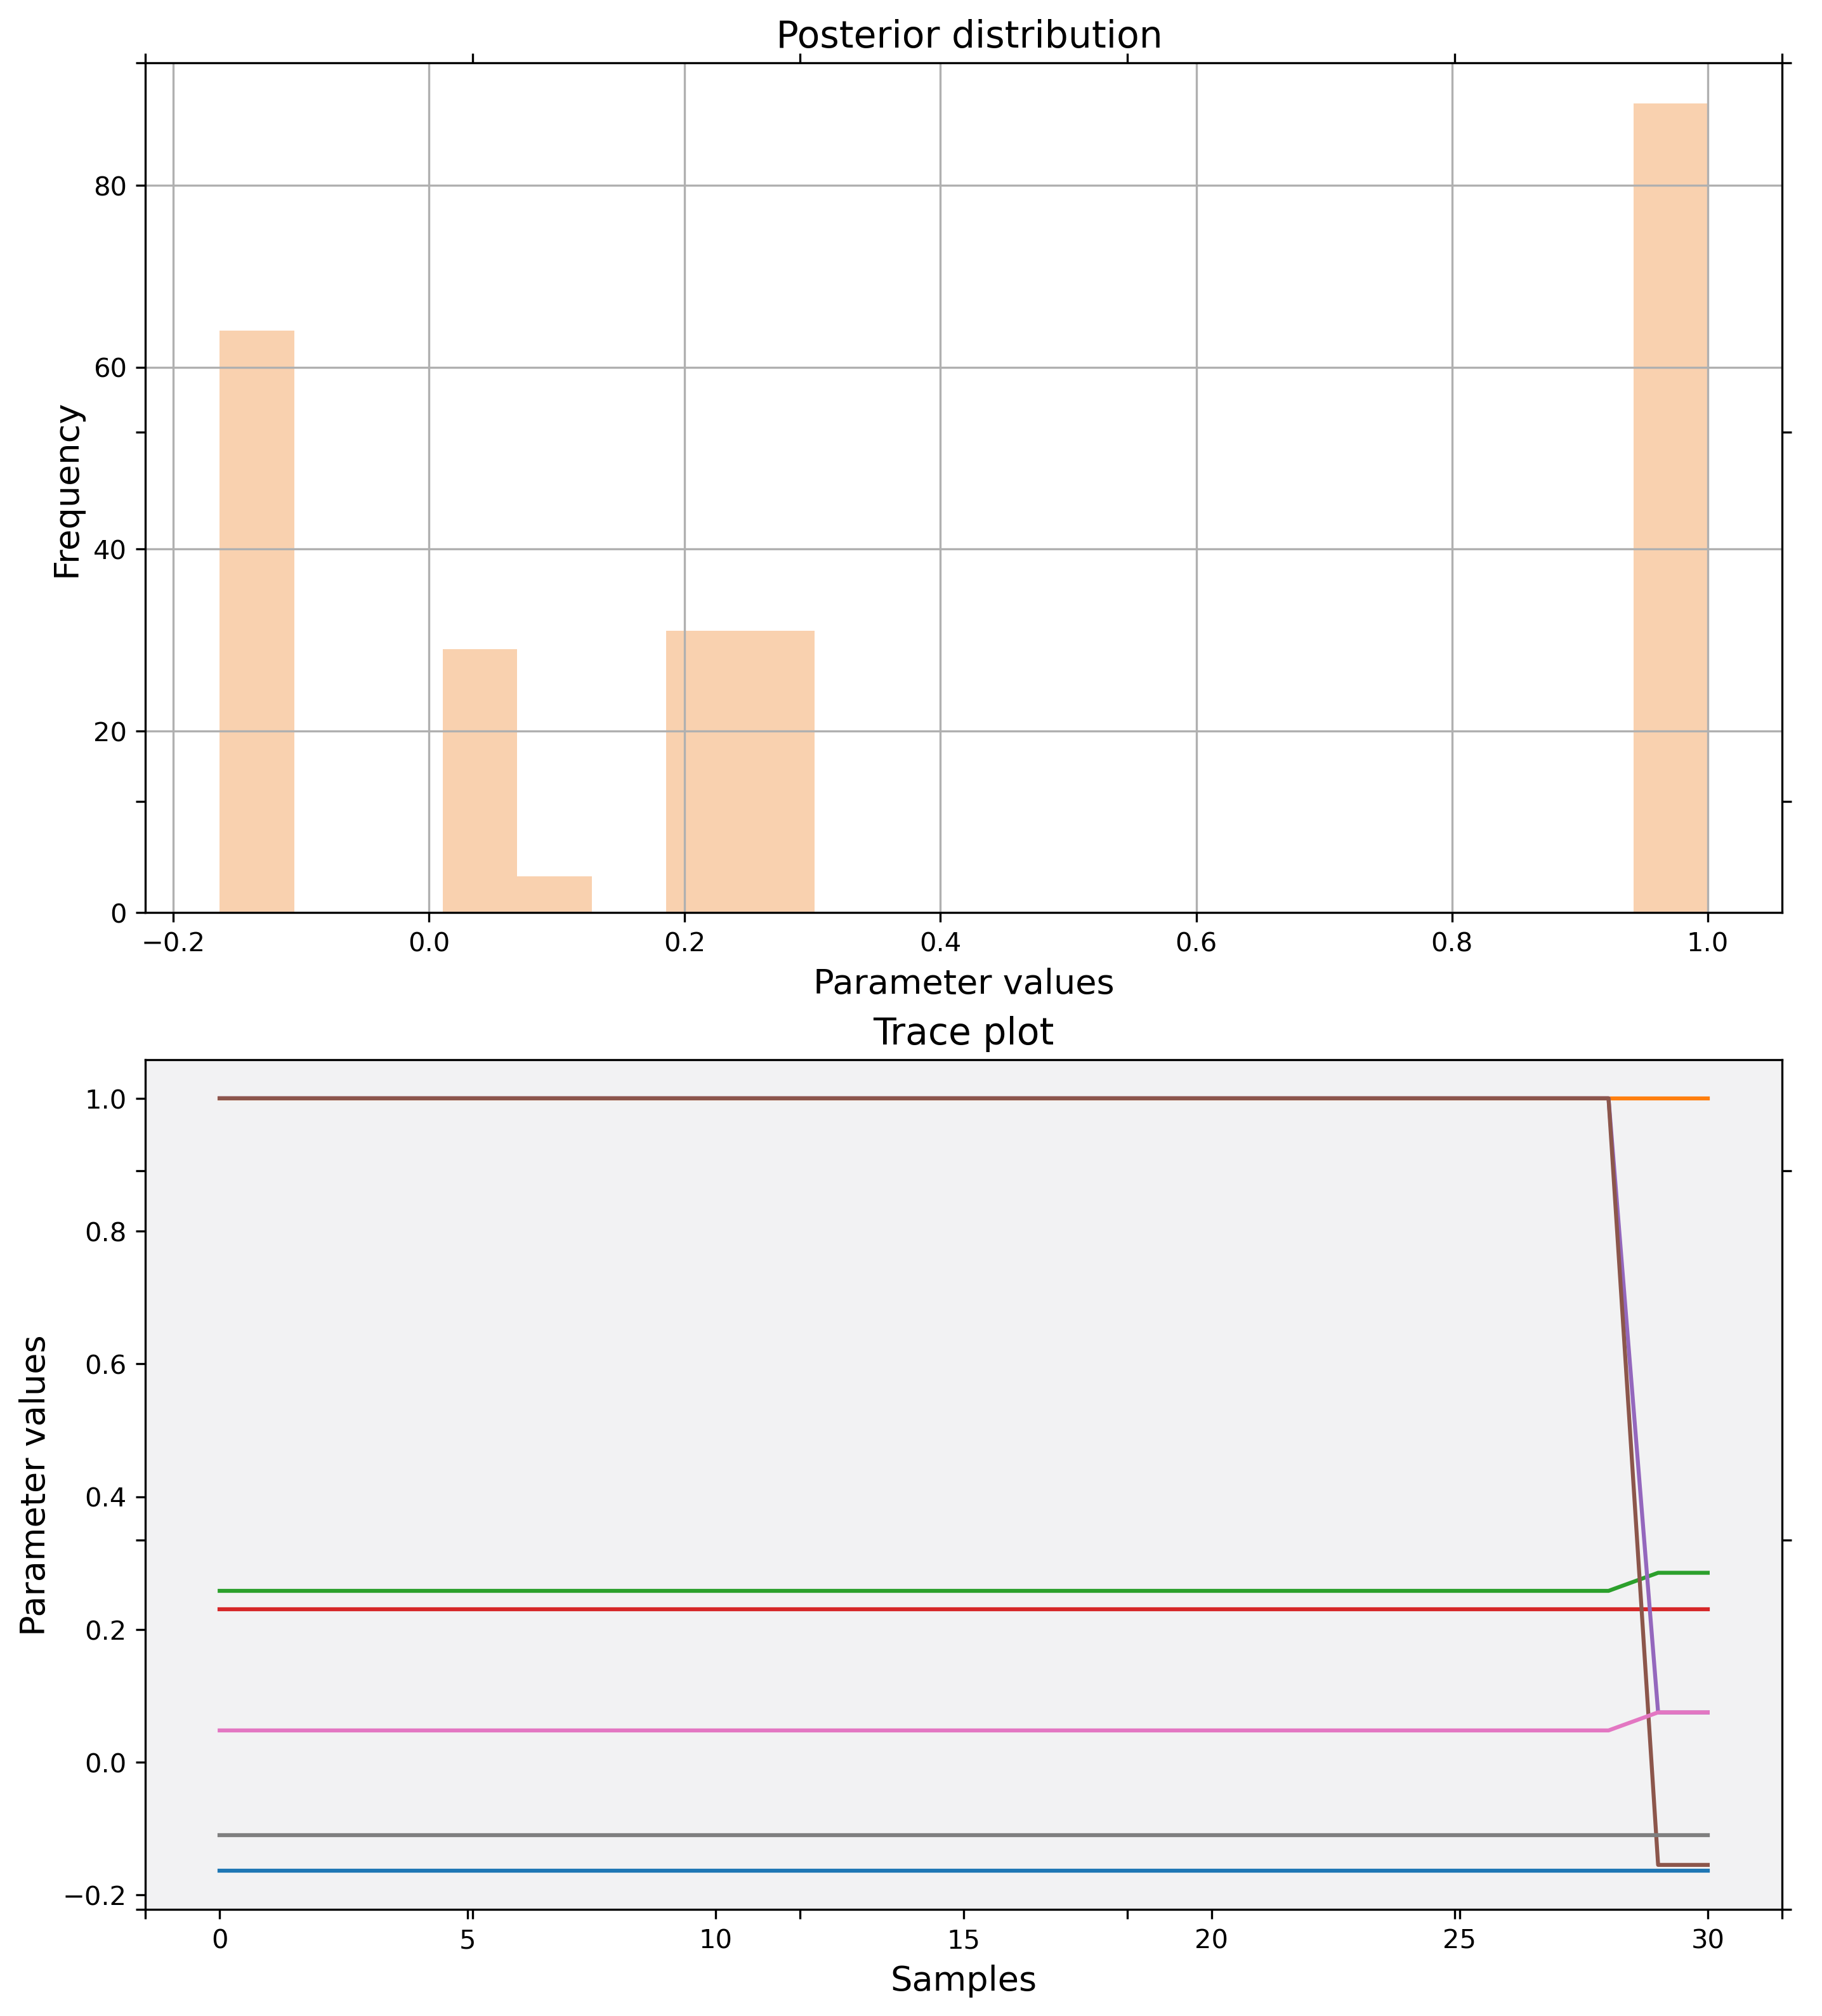 Posterior distribution
80
60
40
20
0
Frequency
−0.2 0.0 0.2 0.4 0.6 0.8 1.0
Parameter values
Trace plot
1.0
0.8
0.6
0.4
0.2
0.0
−0.2
Parameter values
0 5 10 15 20 25 30
Samples